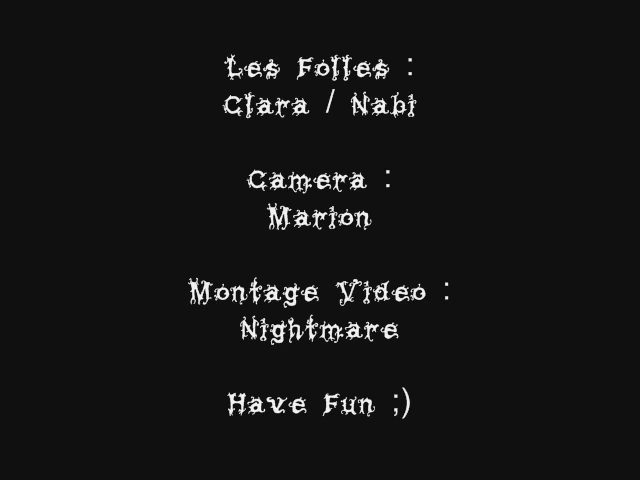 Les Folles :
Clara / Nabi
Camera :
Marion
Montage Video :
Nightmare
Have Fun ;)